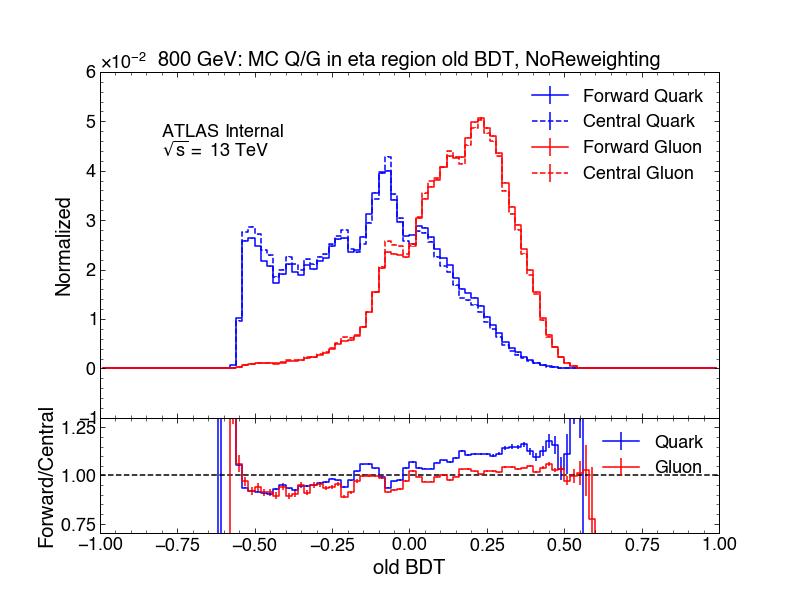 ×10−2 800 GeV: MC Q/G in eta region old BDT, NoReweighting
6
5
4
3
2
1
0
−1
Normalized
ATLAS Internal
√s = 13 TeV
Forward Quark
Central Quark
Forward Gluon
Central Gluon
1.25
1.00
0.75
Forward/Central
Quark
Gluon
−1.00 −0.75 −0.50 −0.25 0.00 0.25 0.50 0.75 1.00
old BDT